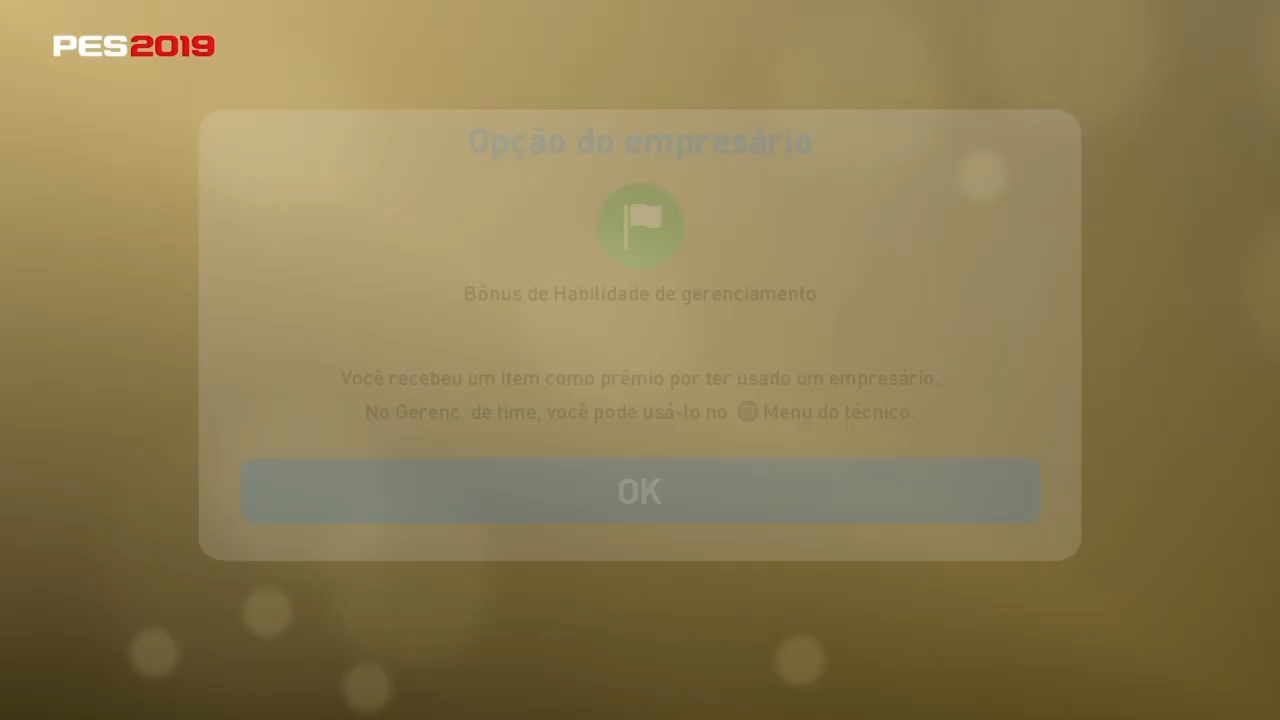 PES2019
Opção do empresário
Bônus de Habilidade de gerenciamento
Você recebeu um item como prêmio por ter usado um empresário.
No Gerenc. de time, você pode usá-lo no Menu do técnico.
OK